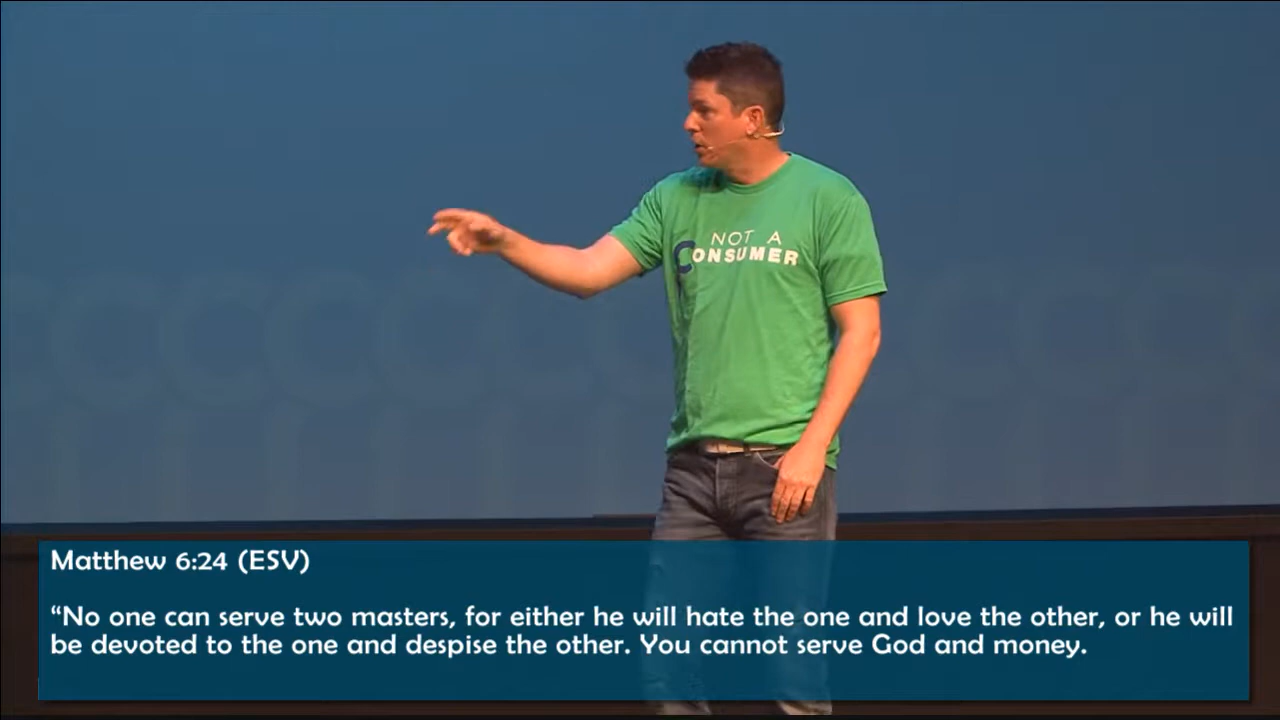 NOT A
CONSUMER
Matthew 6:24 (ESV)
“No one can serve two masters, for either he will hate the one and love the other, or he will
be devoted to the one and despise the other. You cannot serve God and money.